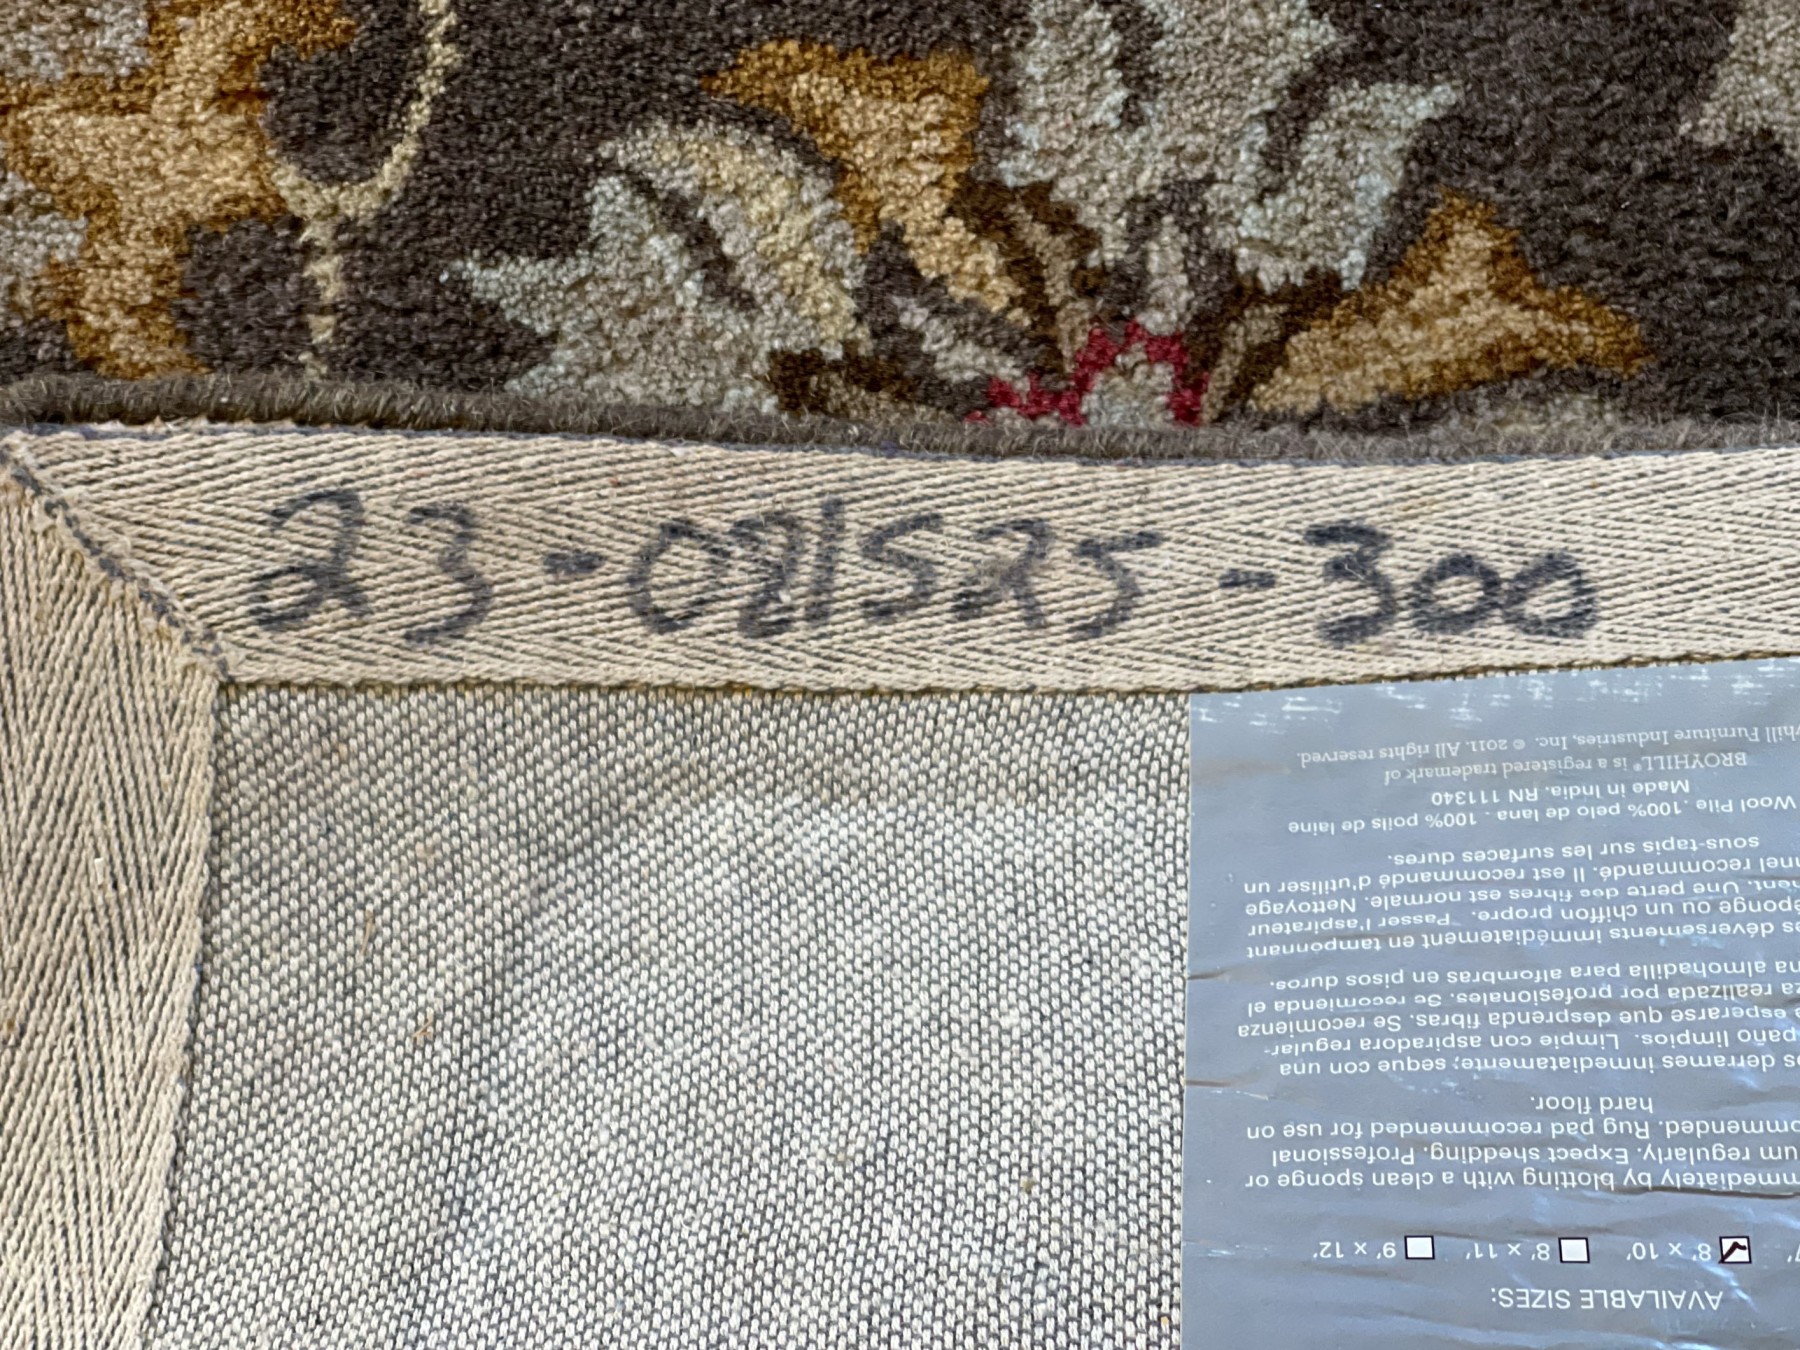 23-081525-300
AVAILABLE SIZES:
8' x 10' 8' x 11' 9' x 12'
mmediately by blotting with a clean sponge or
um regularly. Expect shedding. Professional
ommended. Rug pad recommended for use on
hard floor.
os derrames inmediatamente; seque con una
paño limpios. Limpie con aspiradora regular-
e esperarse que desprenda fibras. Se recomienza
za realizada por profesionales. Se recomienda el
na almohadilla para alfombras en pisos duros.
es déversements immédiatement en tamponnant
éponge ou un chiffon propre. Passer l'aspirateur
ment. Une perte des fibres est normale. Nettoyage
nnel recommandé. Il est recommandé d'utiliser un
sous-tapis sur les surfaces dures.
Wool Pile . 100% pelo de lana . 100% poils de laine
Made in India. RN 111340
BROYHILL® is a registered trademark of
yhill Furniture Industries, Inc. © 2011. All rights reserved.